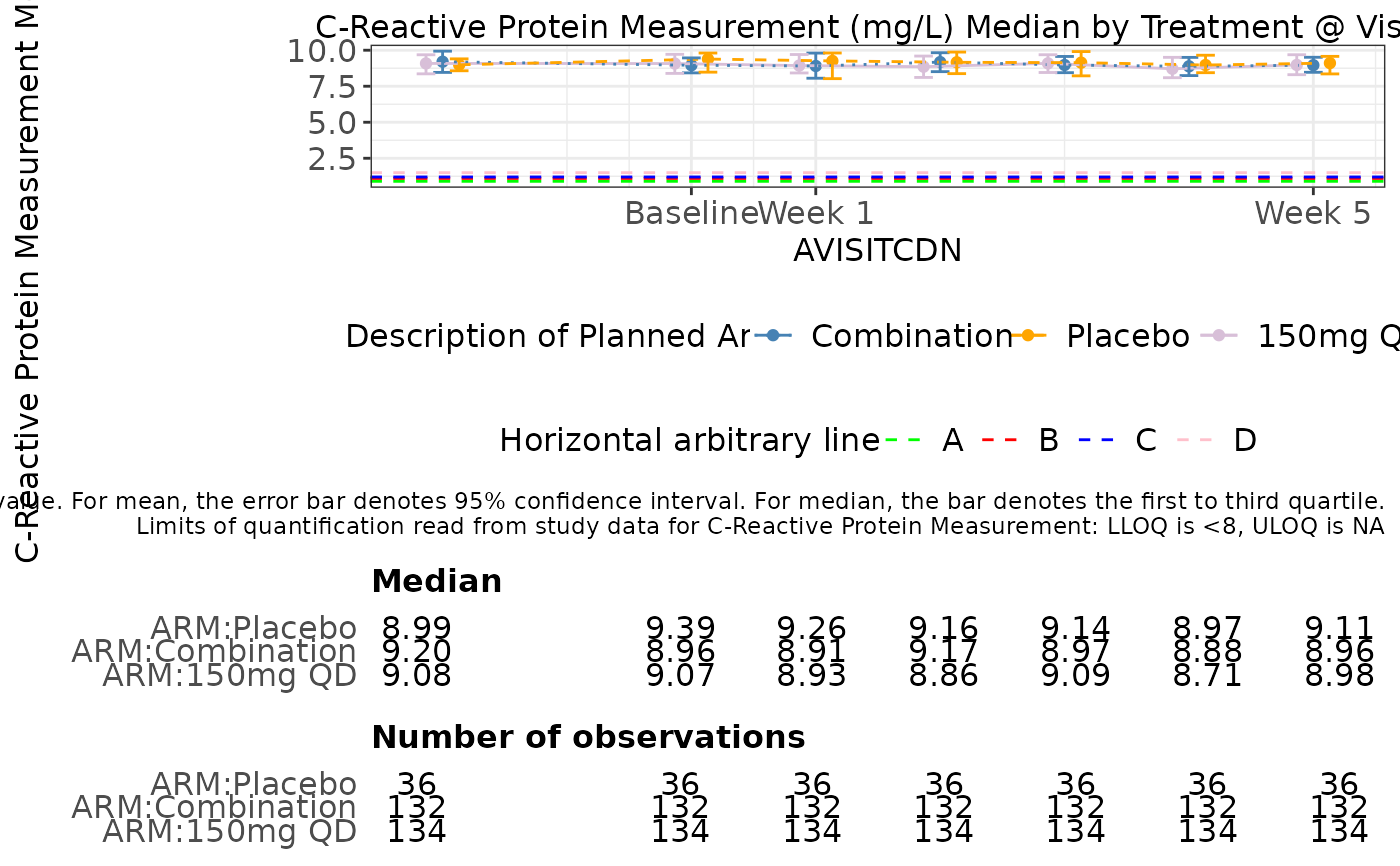 C-Reactive Protein Measurement (mg/L) Median by Treatment @ Vis
C-Reactive Protein Measurement M
10.0
7.5
5.0
2.5
Baseline Week 1 Week 5
AVISITCDN
Description of Planned Ar Combination Placebo 150mg Q
Horizontal arbitrary line A B C D
. For mean, the error bar denotes 95% confidence interval. For median, the bar denotes the first to third quartile.
Limits of quantification read from study data for C-Reactive Protein Measurement: LLOQ is <8, ULOQ is NA
Median
ARM:Placebo 8.99 9.39 9.26 9.16 9.14 8.97 9.11
ARM:Combination 9.20 8.96 8.91 9.17 8.97 8.88 8.96
ARM:150mg QD 9.08 9.07 8.93 8.86 9.09 8.71 8.98
Number of observations
ARM:Placebo 36 36 36 36 36 36 36
ARM:Combination 132 132 132 132 132 132 132
ARM:150mg QD 134 134 134 134 134 134 134